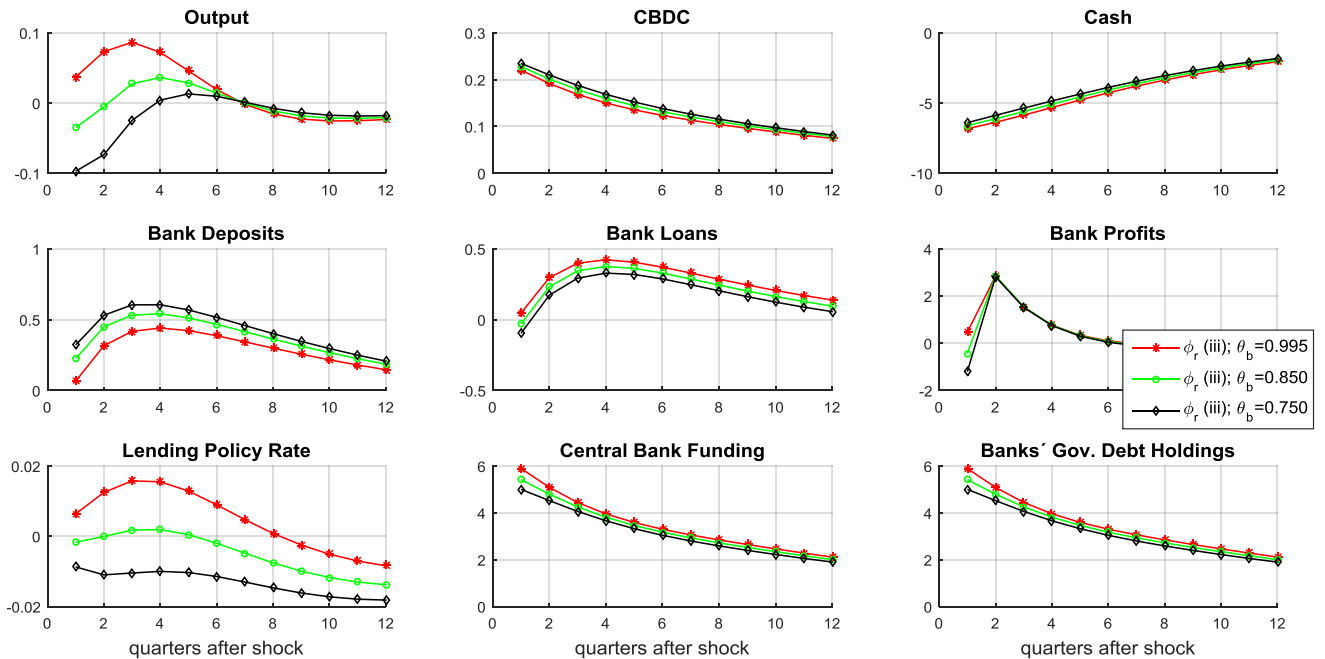 Output
CBDC
Cash
0.1
0
-0.1
0 2 4 6 8 10 12
0.3
0.2
0.1
0
0 2 4 6 8 10 12
0
-5
-10
0 2 4 6 8 10 12
Bank Deposits
Bank Loans
Bank Profits
1
0.5
0
0 2 4 6 8 10 12
0.5
0
-0.5
0 2 4 6 8 10 12
4
2
0
-2
0 2 4 6
ϕr (iii); θb=0.995
ϕr (iii); θb=0.850
ϕr (iii); θb=0.750
Lending Policy Rate
Central Bank Funding
Banks´ Gov. Debt Holdings
0.02
0
-0.02
0 2 4 6 8 10 12
quarters after shock
6
4
2
0
0 2 4 6 8 10 12
quarters after shock
6
4
2
0
0 2 4 6 8 10 12
quarters after shock